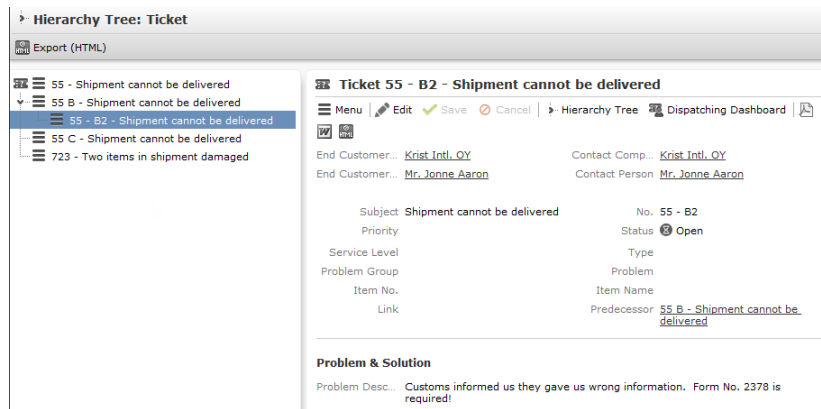 Hierarchy Tree: Ticket
HTML Export (HTML)
55 - Shipment cannot be delivered
55 B - Shipment cannot be delivered
55 - B2 - Shipment cannot be delivered
55 C - Shipment cannot be delivered
723 - Two items in shipment damaged
Ticket 55 - B2 - Shipment cannot be delivered
Menu Edit Save Cancel Hierarchy Tree Dispatching Dashboard
W HTML
End Customer... Krist Intl. OY Contact Comp... Krist Intl. OY
End Customer... Mr. Jonne Aaron Contact Person Mr. Jonne Aaron
Subject Shipment cannot be delivered No. 55 - B2
Priority Status Open
Service Level Type
Problem Group Problem
Item No. Item Name
Link Predecessor 55 B - Shipment cannot be
delivered
Problem & Solution
Problem Desc... Customs informed us they gave us wrong information. Form No. 2378 is
required!